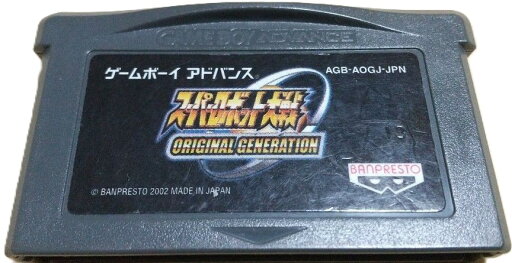 GAME BOY ADVANCE
ゲームボーイ アドバンス
AGB-AOGJ-JPN
スーパーロボット大戦
ORIGINAL GENERATION
BANPRESTO
© BANPRESTO 2002 MADE IN JAPAN